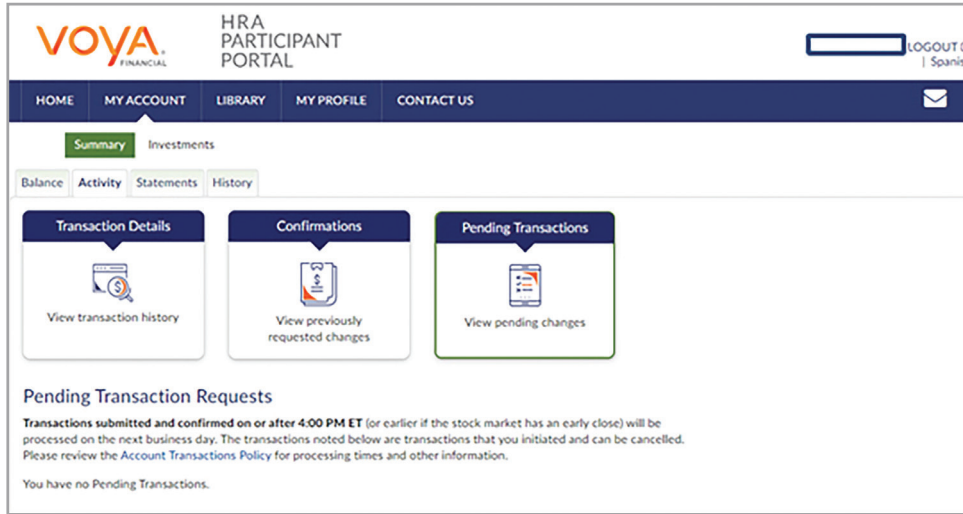 VOYA
FINANCIAL
HRA
PARTICIPANT
PORTAL
LOGOUT
| Spanis
HOME MY ACCOUNT LIBRARY MY PROFILE CONTACT US
Summary Investments
Balance Activity Statements History
Transaction Details Confirmations Pending Transactions
View transaction history View previously requested changes View pending changes
Pending Transaction Requests
Transactions submitted and confirmed on or after 4:00 PM ET (or earlier if the stock market has an early close) will be
processed on the next business day. The transactions noted below are transactions that you initiated and can be cancelled.
Please review the Account Transactions Policy for processing times and other information.
You have no Pending Transactions.